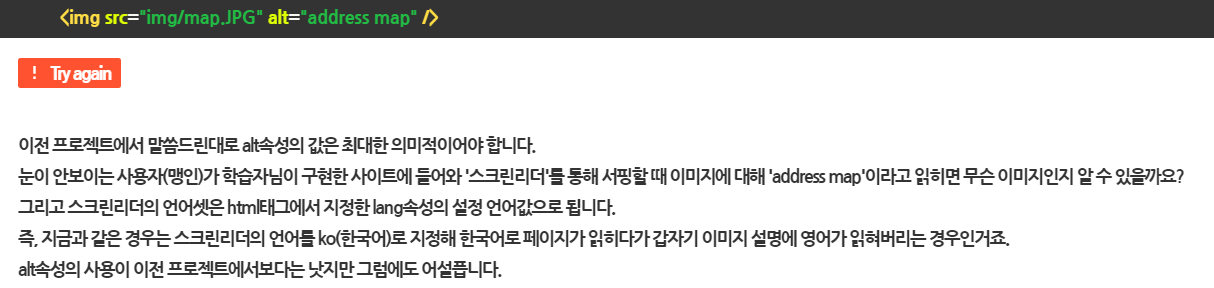 <img src="img/map.JPG" alt="address map" />
! Try again
이전 프로젝트에서 말씀드린대로 alt속성의 값은 최대한 의미적이어야 합니다.
눈이 안보이는 사용자(맹인)가 학습자님이 구현한 사이트에 들어와 '스크린리더'를 통해 서핑할 때 이미지에 대해 'address map'이라고 읽히면 무슨 이미지인지 알 수 있을까요?
그리고 스크린리더의 언어셋은 html태그에서 지정한 lang속성의 설정 언어값으로 됩니다.
즉, 지금과 같은 경우는 스크린리더의 언어를 ko(한국어)로 지정해 한국어로 페이지가 읽히다가 갑자기 이미지 설명에 영어가 읽혀버리는 경우인거죠.
alt속성의 사용이 이전 프로젝트에서보다는 낫지만 그럼에도 어설픕니다.